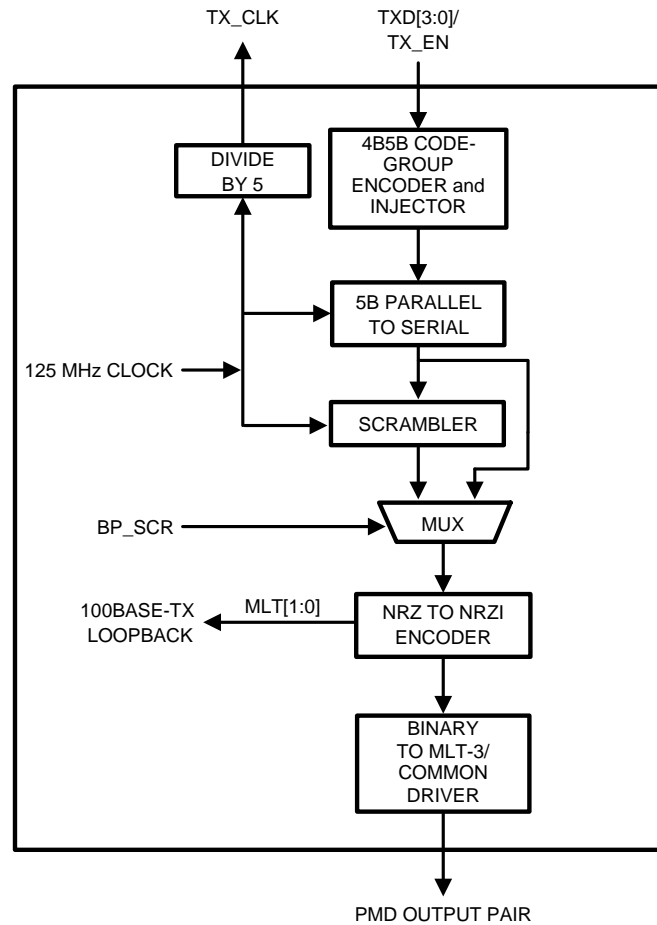 TX_CLK
TXD[3:0]/
TX_EN
DIVIDE
BY 5
4B5B CODE-
GROUP
ENCODER and
INJECTOR
5B PARALLEL
TO SERIAL
125 MHz CLOCK
SCRAMBLER
BP_SCR
MUX
100BASE-TX
LOOPBACK
MLT[1:0]
NRZ TO NRZI
ENCODER
BINARY
TO MLT-3/
COMMON
DRIVER
PMD OUTPUT PAIR